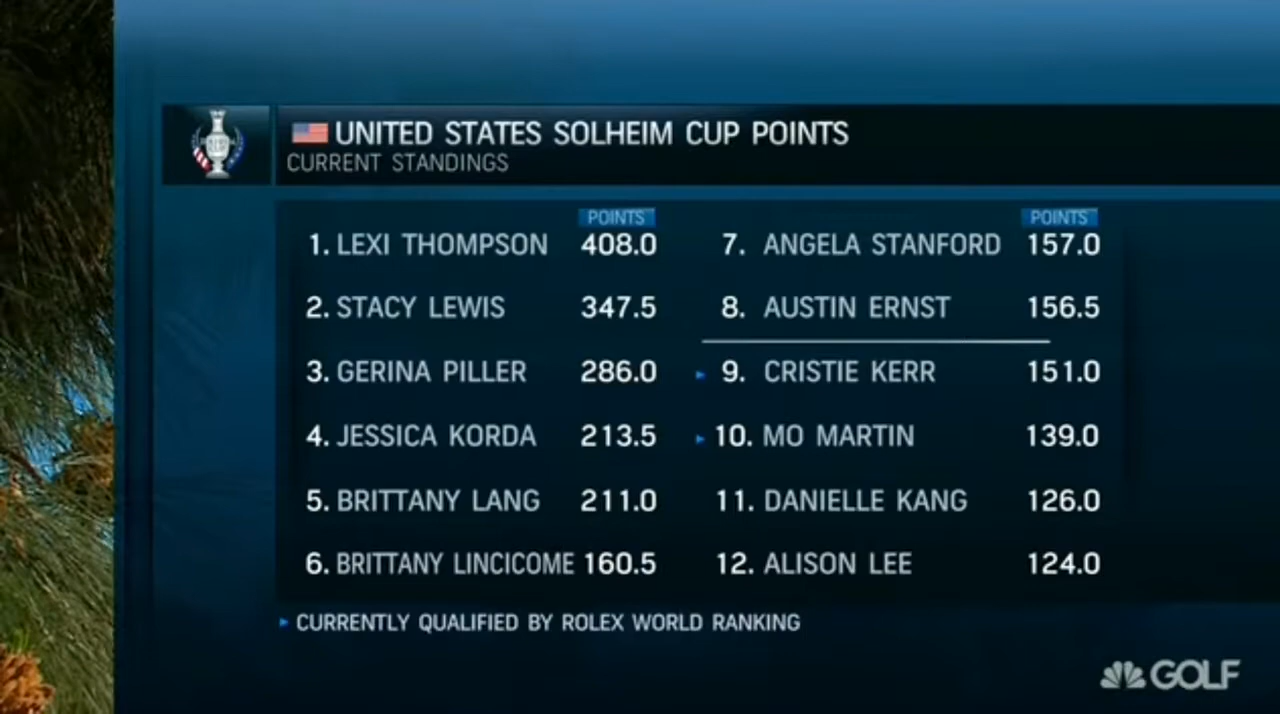 UNITED STATES SOLHEIM CUP POINTS
CURRENT STANDINGS
POINTS
1. LEXI THOMPSON 408.0
2. STACY LEWIS 347.5
3. GERINA PILLER 286.0
4. JESSICA KORDA 213.5
5. BRITTANY LANG 211.0
6. BRITTANY LINCICOME 160.5
POINTS
7. ANGELA STANFORD 157.0
8. AUSTIN ERNST 156.5
▸ 9. CRISTIE KERR 151.0
▸ 10. MO MARTIN 139.0
11. DANIELLE KANG 126.0
12. ALISON LEE 124.0
▸ CURRENTLY QUALIFIED BY ROLEX WORLD RANKING
GOLF